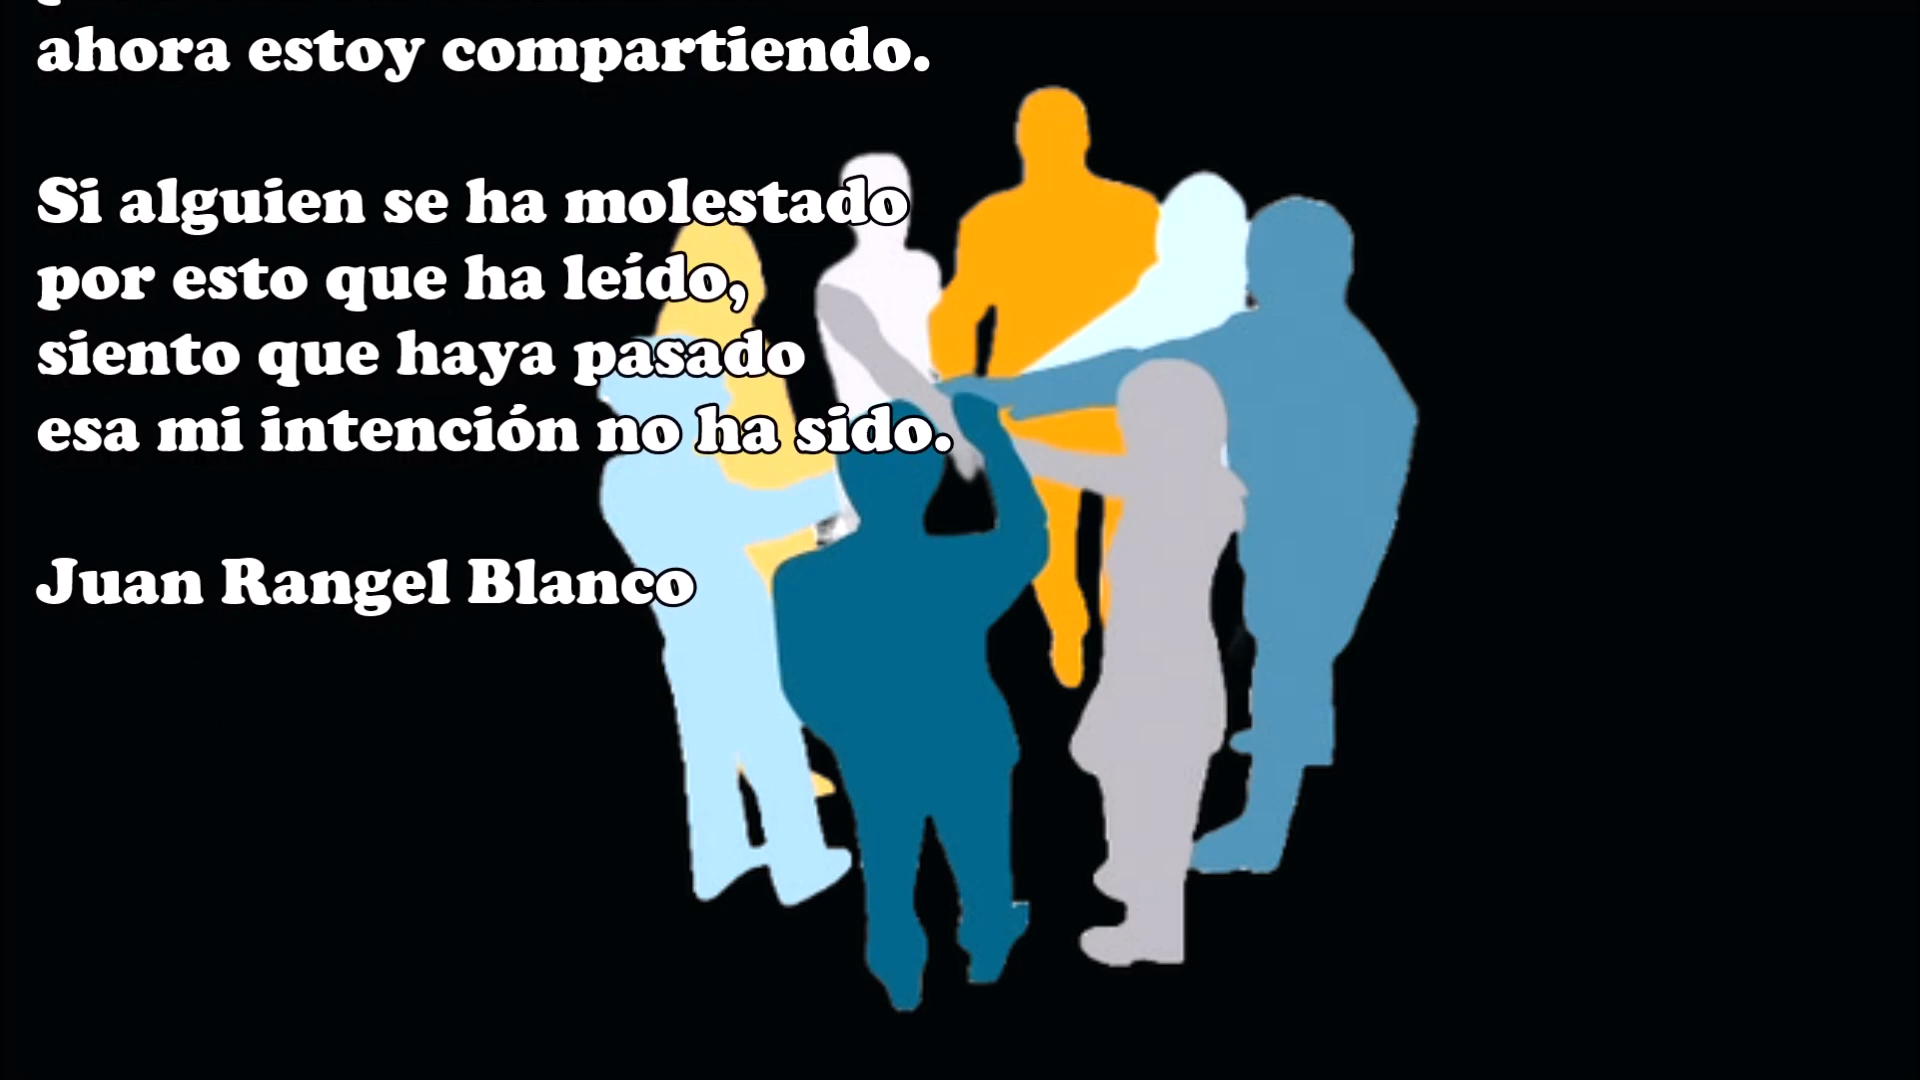 ahora estoy compartiendo.
Si alguien se ha molestado
por esto que ha leído,
siento que haya pasado
esa mi intención no ha sido.
Juan Rangel Blanco